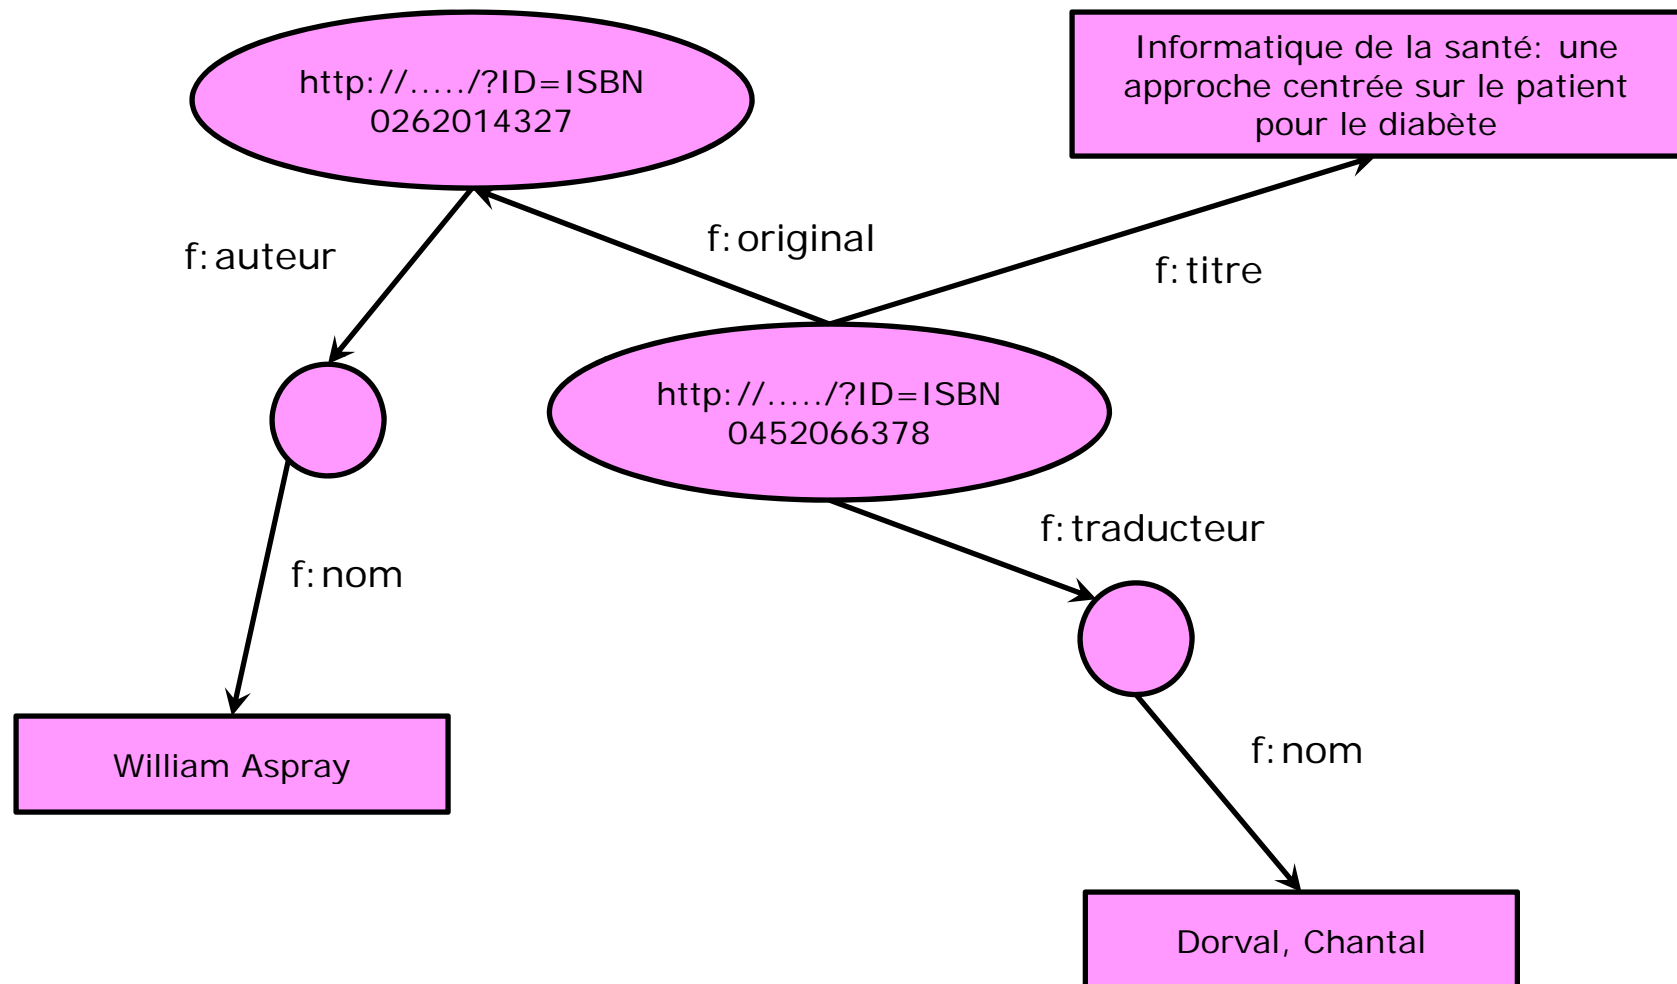 http://...../?ID=ISBN
0262014327
Informatique de la santé: une
approche centrée sur le patient
pour le diabète
f:auteur
f:original
f:titre
http://...../?ID=ISBN
0452066378
f:traducteur
f:nom
William Aspray
f:nom
Dorval, Chantal